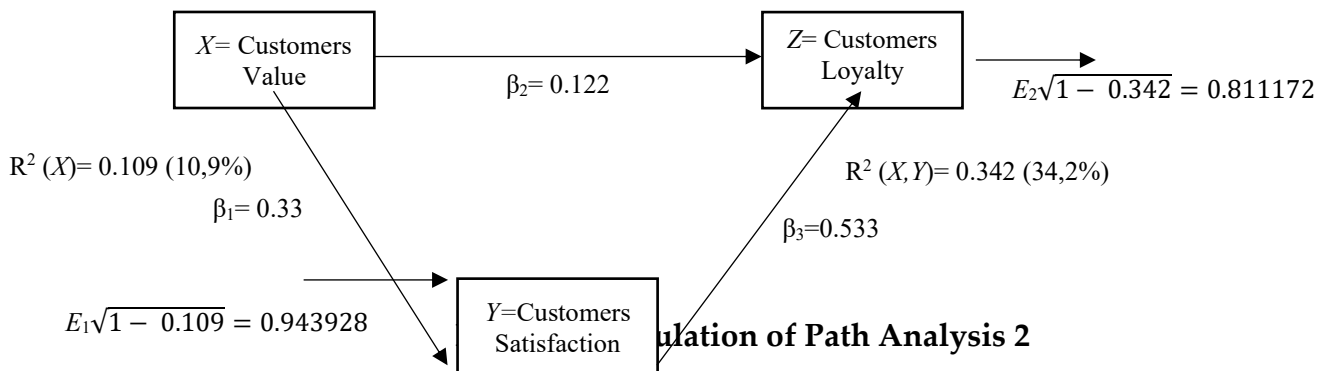 X= Customers
Value
Z= Customers
Loyalty
β₂= 0.122
E₂√1 − 0.342 = 0.811172
R² (X)= 0.109 (10,9%)
R² (X,Y)= 0.342 (34,2%)
β₁= 0.33
β₃=0.533
E₁√1 − 0.109 = 0.943928
Y=Customers
Satisfaction
ulation of Path Analysis 2